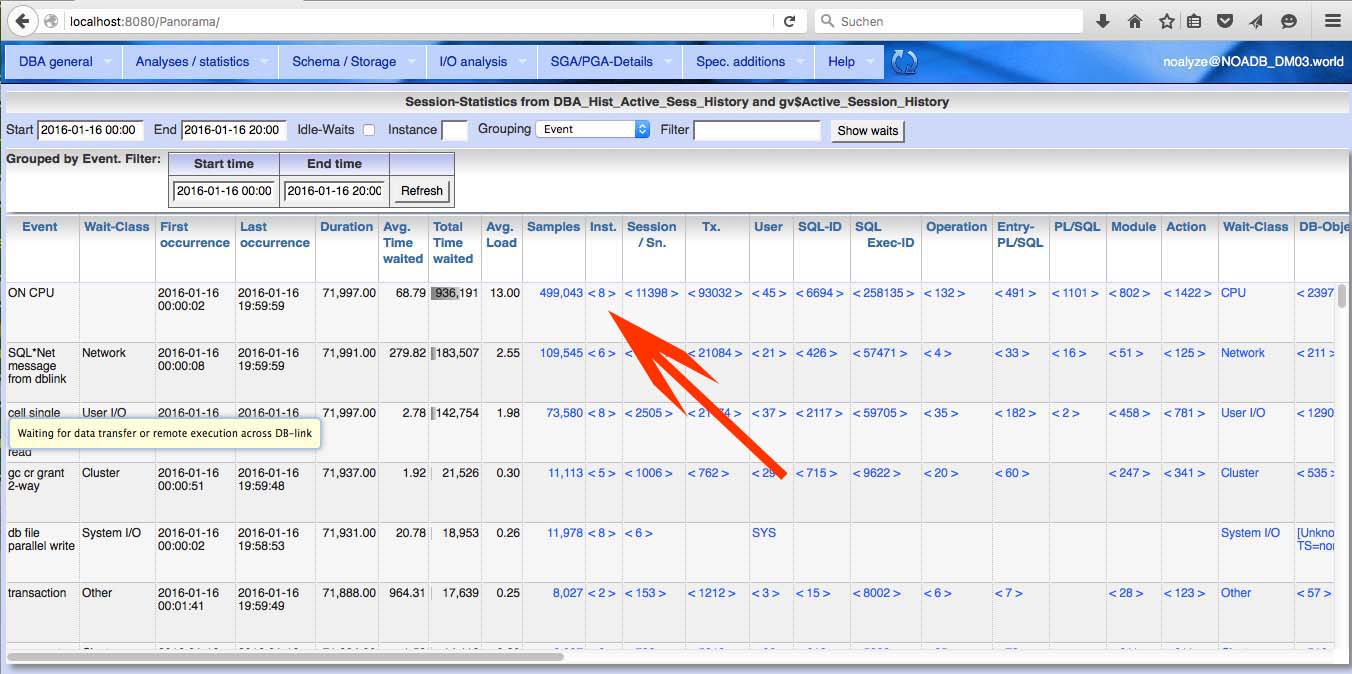 localhost:8080/Panorama/
Suchen
DBA general Analyses / statistics Schema / Storage I/O analysis SGA/PGA-Details Spec. additions Help noalyze@NOADB_DM03.world
Session-Statistics from DBA_Hist_Active_Sess_History and gv$Active_Session_History
Start 2016-01-16 00:00 End 2016-01-16 20:00 Idle-Waits Instance Grouping Event Filter Show waits
Grouped by Event. Filter: Start time End time
2016-01-16 00:00 2016-01-16 20:00 Refresh
Event Wait-Class First Last Duration Avg. Total Avg. Samples Inst. Session Tx. User SQL-ID SQL Operation Entry- PL/SQL Module Action Wait-Class DB-Obje
occurrence occurrence Time Time Load / Sn. Exec-ID PL/SQL
waited waited
ON CPU 2016-01-16 2016-01-16 71,997.00 68.79 936,191 13.00 499,043 < 8 > < 11398 > < 93032 > < 45 > < 6694 > < 258135 > < 132 > < 491 > < 1101 > < 802 > < 1422 > CPU < 2397
00:00:02 19:59:59
SQL*Net Network 2016-01-16 2016-01-16 71,991.00 279.82 183,507 2.55 109,545 < 6 > < 21084 > < 21 > < 426 > < 57471 > < 4 > < 33 > < 16 > < 51 > < 125 > Network < 211 >
message 00:00:08 19:59:59
from dblink
cell single User I/O 2016-01-16 2016-01-16 71,997.00 2.78 142,754 1.98 73,580 < 8 > < 2505 > < 37 > < 2117 > < 59705 > < 35 > < 182 > < 2 > < 458 > < 781 > User I/O < 1290
Waiting for data transfer or remote execution across DB-link
read
gc cr grant Cluster 2016-01-16 2016-01-16 71,937.00 1.92 21,526 0.30 11,113 < 5 > < 1006 > < 762 > < 715 > < 9622 > < 20 > < 60 > < 247 > < 341 > Cluster < 535 >
2-way 00:00:51 19:59:48
db file System I/O 2016-01-16 2016-01-16 71,931.00 20.78 18,953 0.26 11,978 < 8 > < 6 > SYS System I/O [Unkno
parallel write 00:00:02 19:58:53 TS=nor
transaction Other 2016-01-16 2016-01-16 71,888.00 964.31 17,639 0.25 8,027 < 2 > < 153 > < 1212 > < 3 > < 15 > < 8002 > < 6 > < 7 > < 28 > < 123 > Other < 57 >
00:01:41 19:59:49